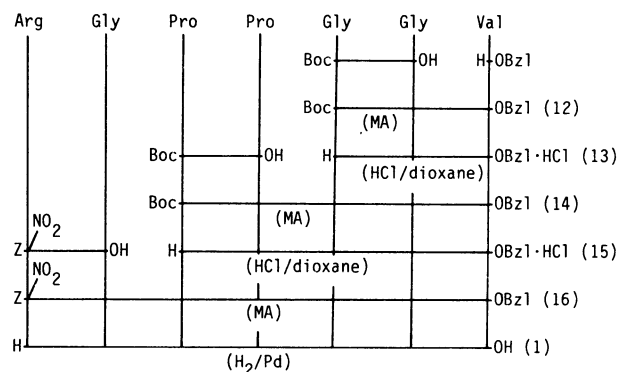 Arg Gly Pro Pro Gly Gly Val
Boc OH H OBzl
Boc OBzl (12)
(MA)
Boc OH H OBzl·HCl (13)
(HCl/dioxane)
Boc OBzl (14)
(MA)
NO2
Z OH H OBzl·HCl (15)
(HCl/dioxane)
NO2
Z OBzl (16)
(MA)
H OH (1)
(H2/Pd)